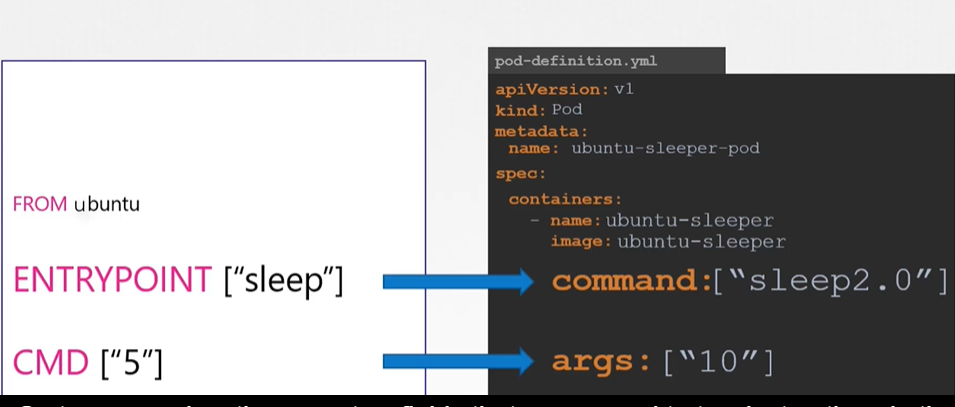 FROM ubuntu
ENTRYPOINT [“sleep”]
CMD [“5”]
pod-definition.yml
apiVersion: v1
kind: Pod
metadata:
name: ubuntu-sleeper-pod
spec:
containers:
- name: ubuntu-sleeper
image: ubuntu-sleeper
command:[“sleep2.0”]
args: [“10”]